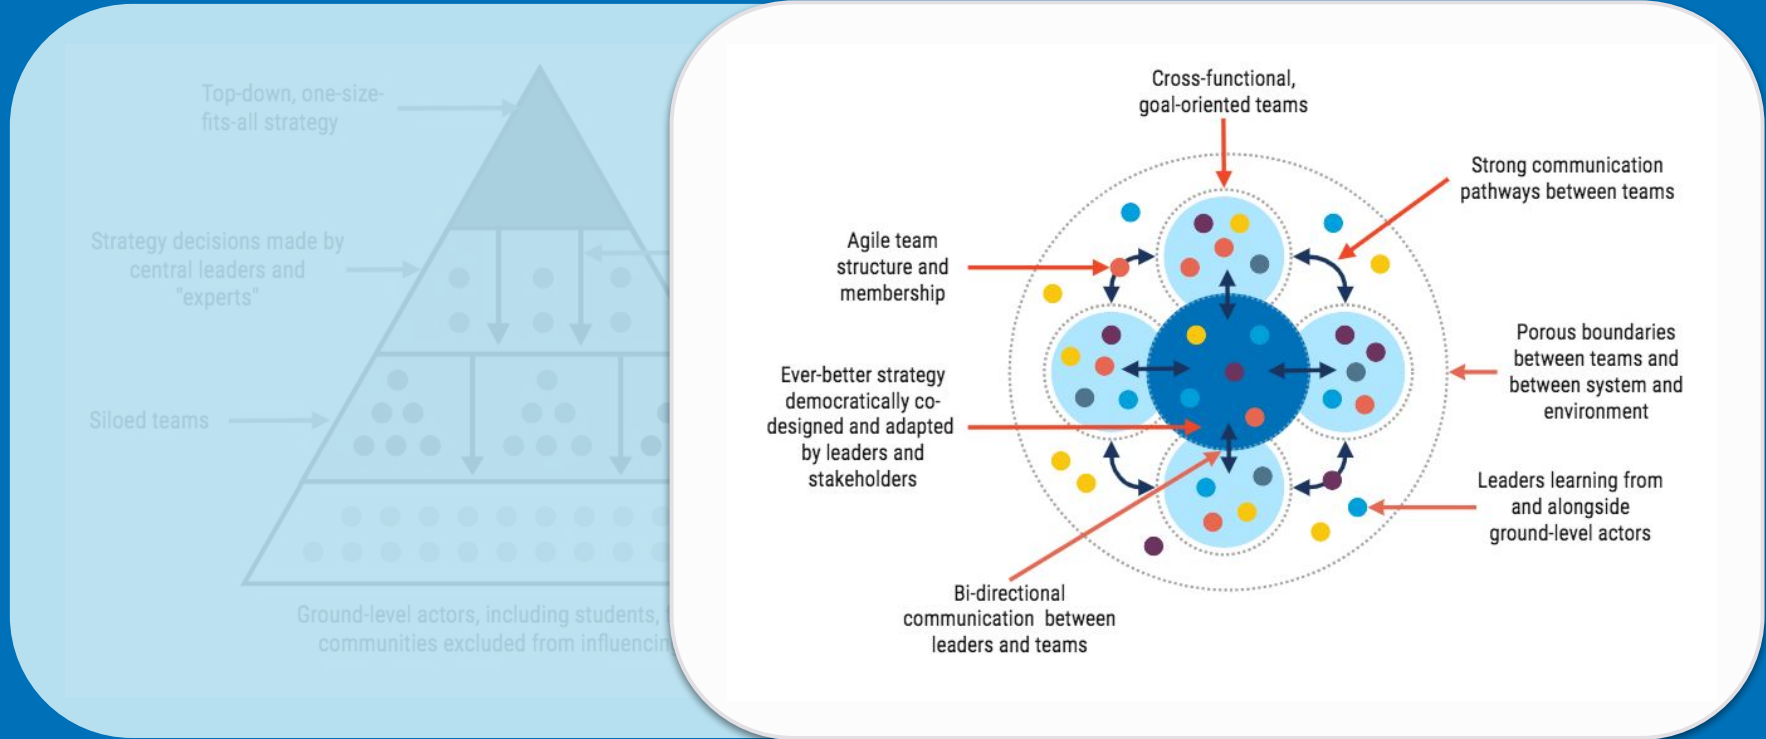 Top-down, one-size-
fits-all strategy
Strategy decisions made by
central leaders and
"experts"
Siloed teams
Ground-level actors, including students,
communities excluded from
Cross-functional,
goal-oriented teams
Strong communication
pathways between teams
Agile team
structure and
membership
Porous boundaries
between teams and
between system and
environment
Ever-better strategy
democratically co-
designed and adapted
by leaders and
stakeholders
Leaders learning from
and alongside
ground-level actors
Bi-directional
communication between
leaders and teams